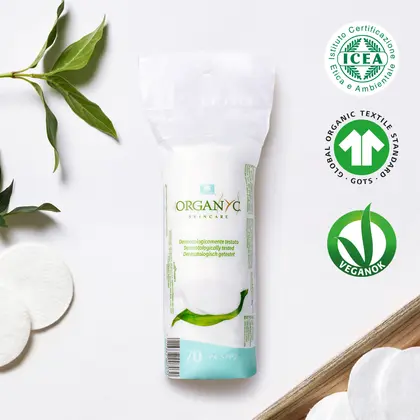 Istituto Certificazione
ICEA
Etica e Ambientale
GLOBAL ORGANIC TEXTILE STANDARD
· GOTS ·
VEGANOK
ORGANYC
SKINCARE
Dermatologicamente testato
Dermatologically tested
Dermatologisch getestet
70